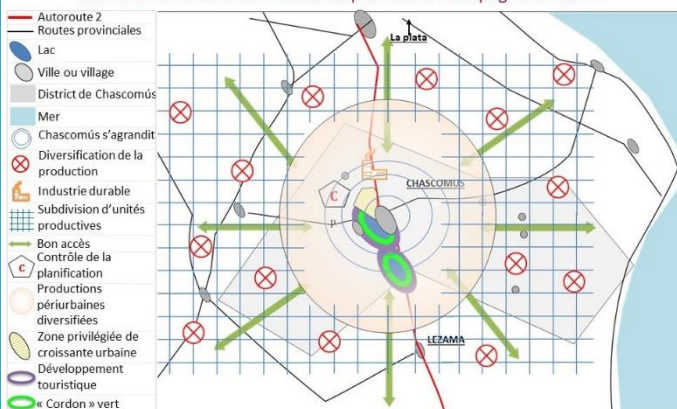 Autoroute 2
Routes provinciales
Lac
Ville ou village
District de Chascomús
Mer
Chascomús s'agrandit
Diversification de la
production
Industrie durable
Subdivision d'unités
productives
Bon accès
C
Contrôle de la
planification
Productions
périurbaines
diversifiées
Zone privilégiée de
croissante urbaine
Développement
touristique
« Cordon » vert
La plata
CHASCOMUS
C
P
LEZAMA